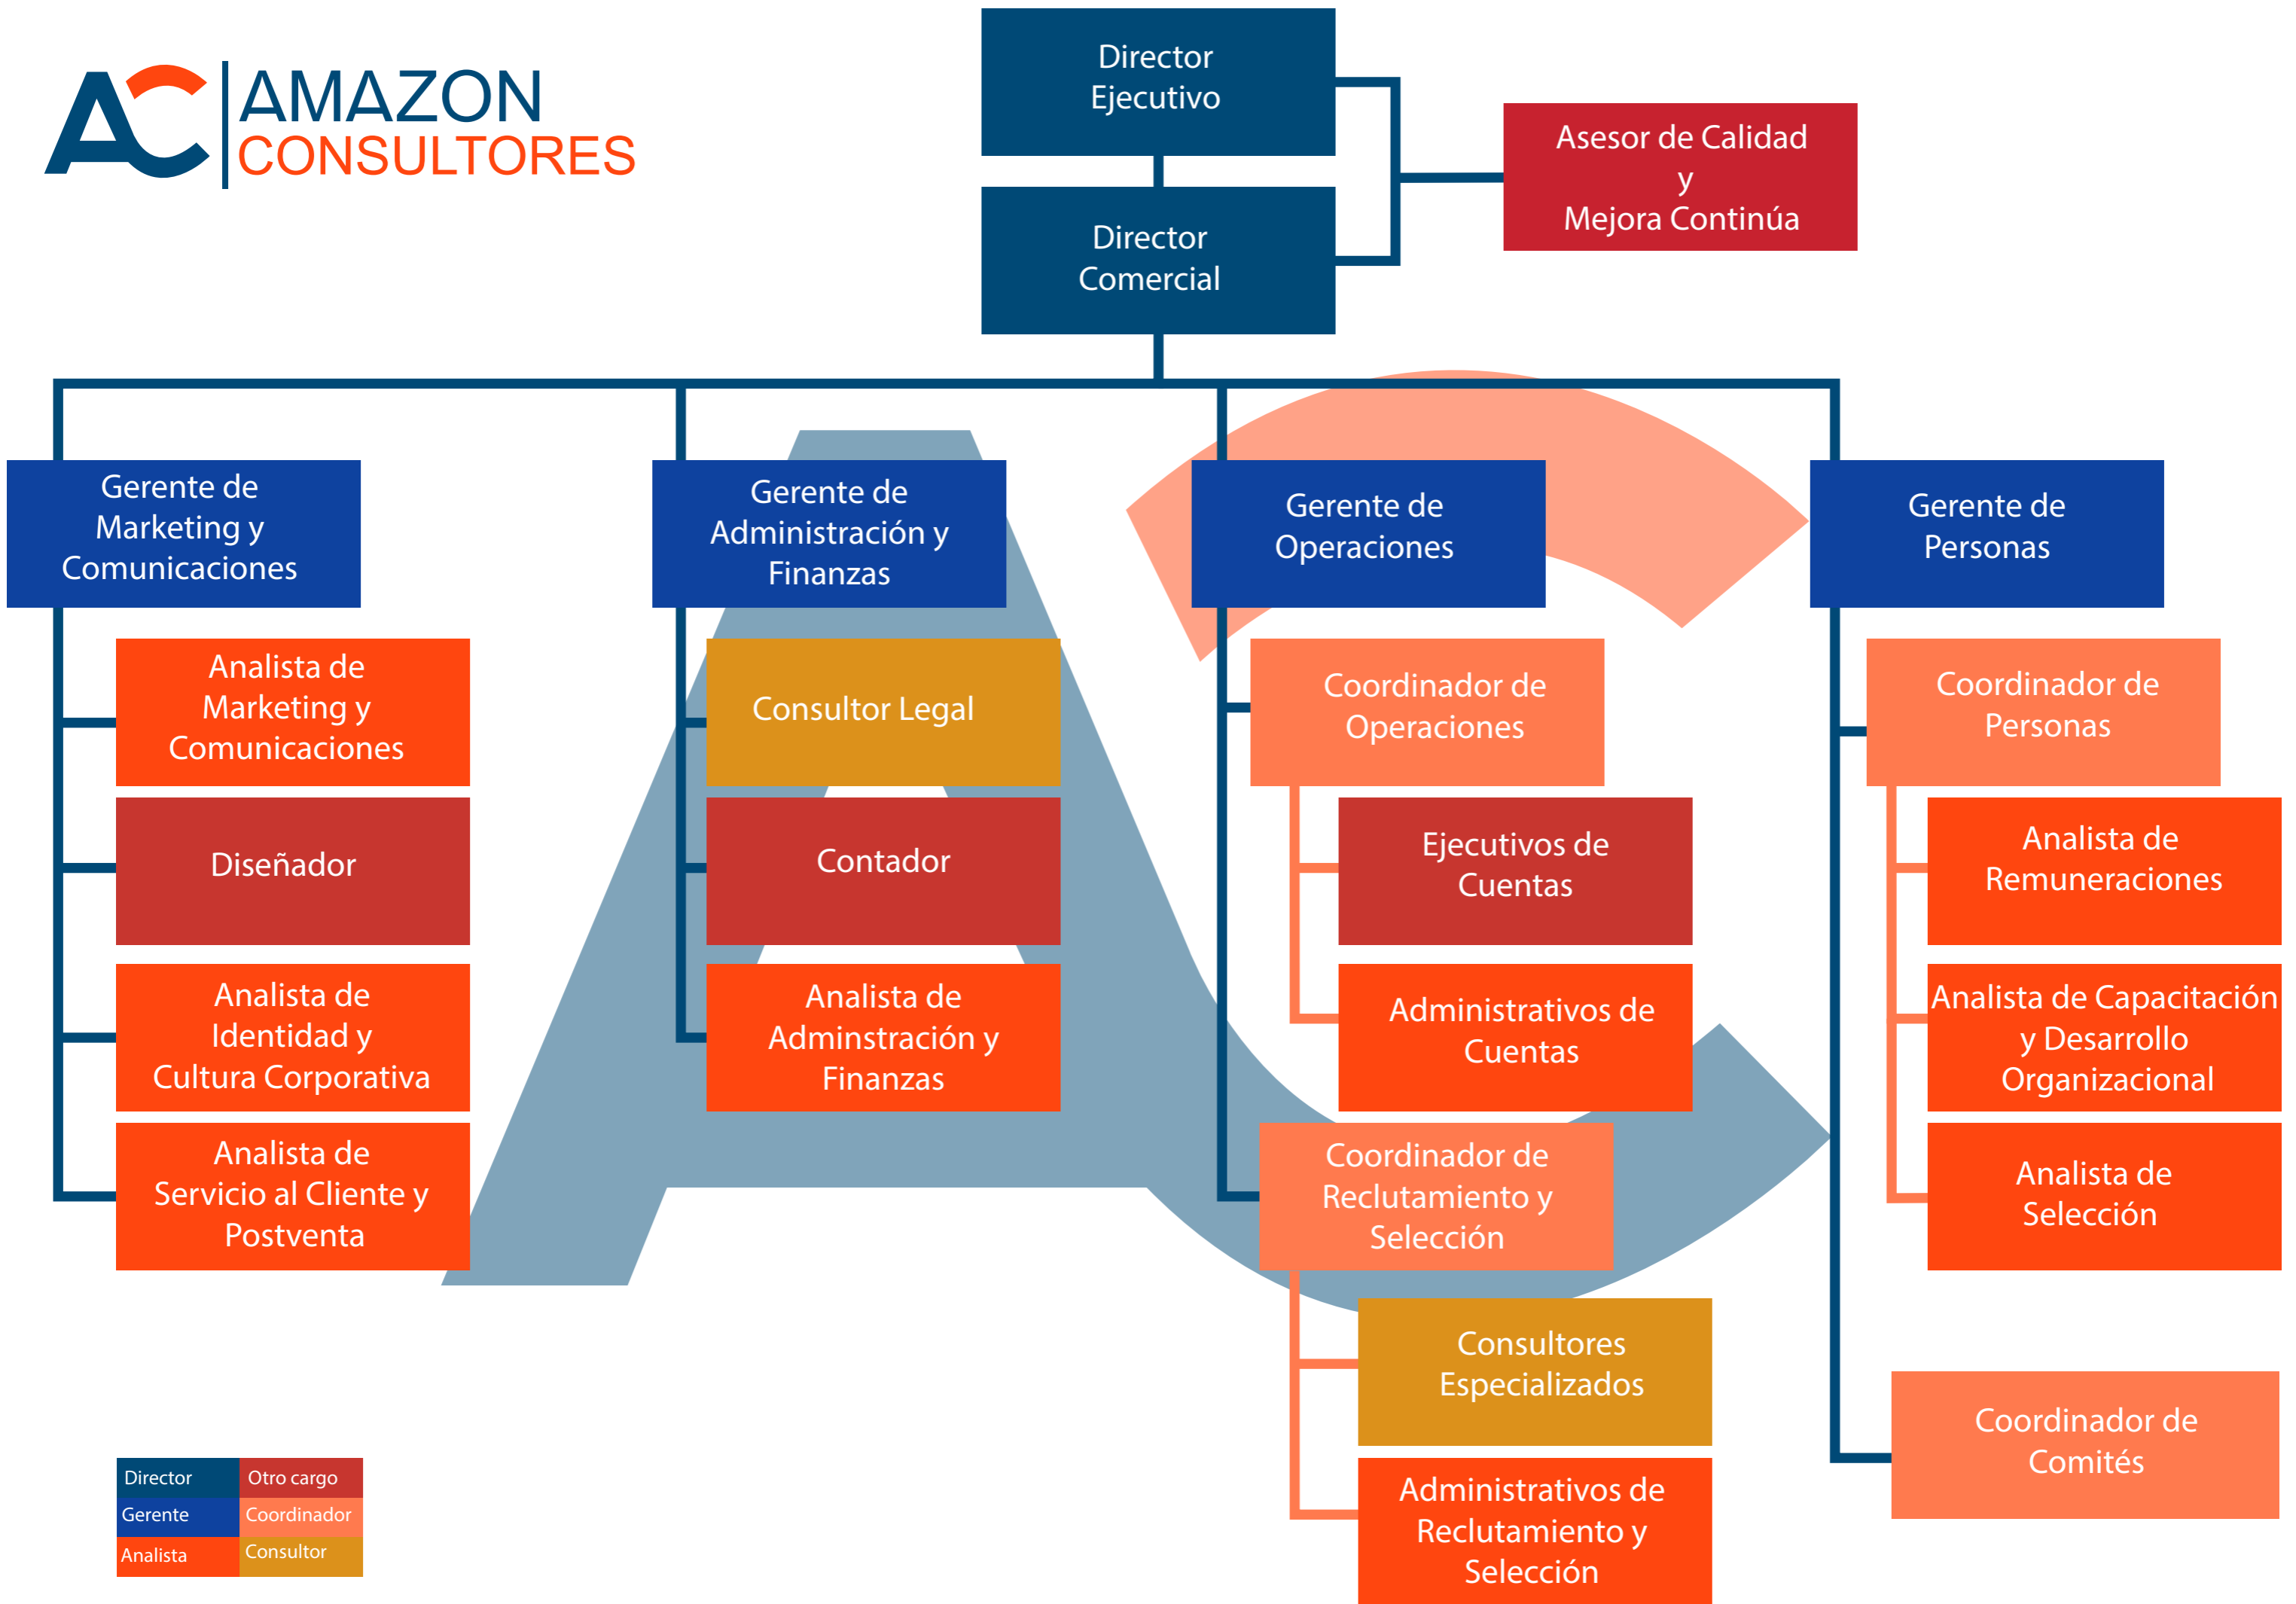 AC
AMAZON
CONSULTORES
Director
Ejecutivo
Asesor de Calidad
y
Mejora Continúa
Director
Comercial
Gerente de
Marketing y
Comunicaciones
Gerente de
Administración y
Finanzas
Gerente de
Operaciones
Gerente de
Personas
Analista de
Marketing y
Comunicaciones
Diseñador
Analista de
Identidad y
Cultura Corporativa
Analista de
Servicio al Cliente y
Postventa
Consultor Legal
Contador
Analista de
Adminstración y
Finanzas
Coordinador de
Operaciones
Ejecutivos de
Cuentas
Administrativos de
Cuentas
Coordinador de
Reclutamiento y
Selección
Consultores
Especializados
Administrativos de
Reclutamiento y
Selección
Coordinador de
Personas
Analista de
Remuneraciones
Analista de Capacitación
y Desarrollo
Organizacional
Analista de
Selección
Coordinador de
Comités
Director
Otro cargo
Gerente
Coordinador
Analista
Consultor